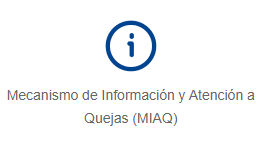 Mecanismo de Información y Atención a
Quejas (MIAQ)